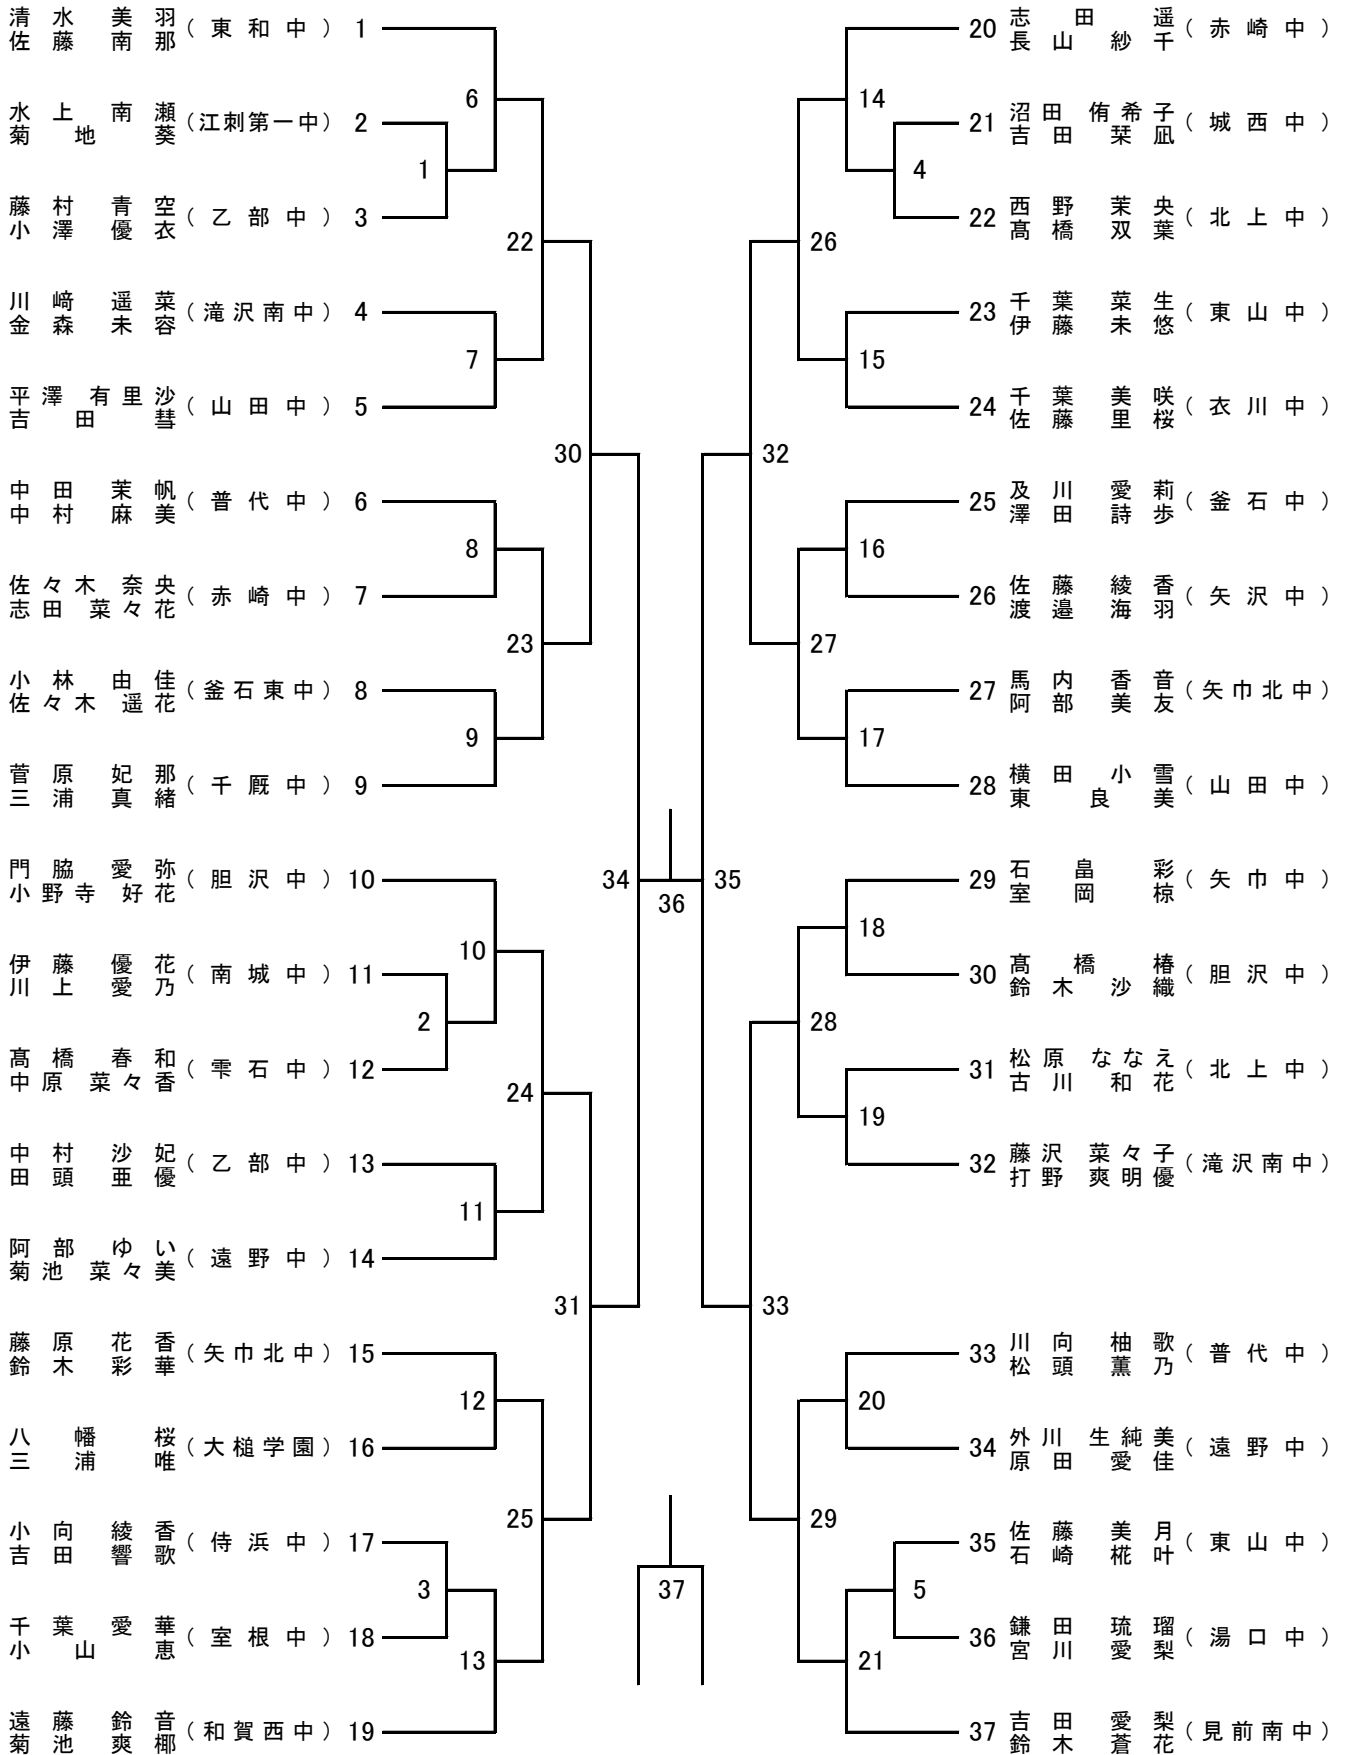 清水美羽
佐藤南那
(東和中) 1
水上南瀬
菊地葵
(江刺第一中) 2
藤村青空
小澤優衣
(乙部中) 3
川﨑遥菜
金森未容
(滝沢南中) 4
平澤有里沙
吉田彗
(山田中) 5
中田茉帆
中村麻美
(普代中) 6
佐々木奈央
志田菜々花
(赤崎中) 7
小林由佳
佐々木遥花
(釜石東中) 8
菅原妃那
三浦真緒
(千厩中) 9
門脇愛弥
小野寺好花
(胆沢中) 10
伊藤優花
川上愛乃
(南城中) 11
髙橋春和
中原菜々香
(雫石中) 12
中村沙妃
田頭亜優
(乙部中) 13
阿部ゆい
菊池菜々美
(遠野中) 14
藤原花香
鈴木彩華
(矢巾北中) 15
八幡桜
三浦唯
(大槌学園) 16
小向綾香
吉田響歌
(侍浜中) 17
千葉愛華
小山恵
(室根中) 18
遠藤鈴音
菊池爽椰
(和賀西中) 19
6
1
22
7
30
8
23
9
34
10
2
24
11
31
12
25
3
13
36
37
14
4
26
15
32
16
27
17
35
18
28
19
33
20
29
5
21
20 志田遥
長山紗千
(赤崎中)
21 沼田侑希子
吉田栞凪
(城西中)
22 西野茉央
髙橋双葉
(北上中)
23 千葉菜生
伊藤未悠
(東山中)
24 千葉美咲
佐藤里桜
(衣川中)
25 及川愛莉
澤田詩歩
(釜石中)
26 佐藤綾香
渡邉海羽
(矢沢中)
27 馬内香音
阿部美友
(矢巾北中)
28 横田小雪
東良美
(山田中)
29 石畠彩
室岡椋
(矢巾中)
30 髙橋椿
鈴木沙織
(胆沢中)
31 松原ななえ
古川和花
(北上中)
32 藤沢菜々子
打野爽明優
(滝沢南中)
33 川向柚歌
松頭薫乃
(普代中)
34 外川生純美
原田愛佳
(遠野中)
35 佐藤美月
石崎椛叶
(東山中)
36 鎌田琉瑠
宮川愛梨
(湯口中)
37 吉田愛梨
鈴木蒼花
(見前南中)